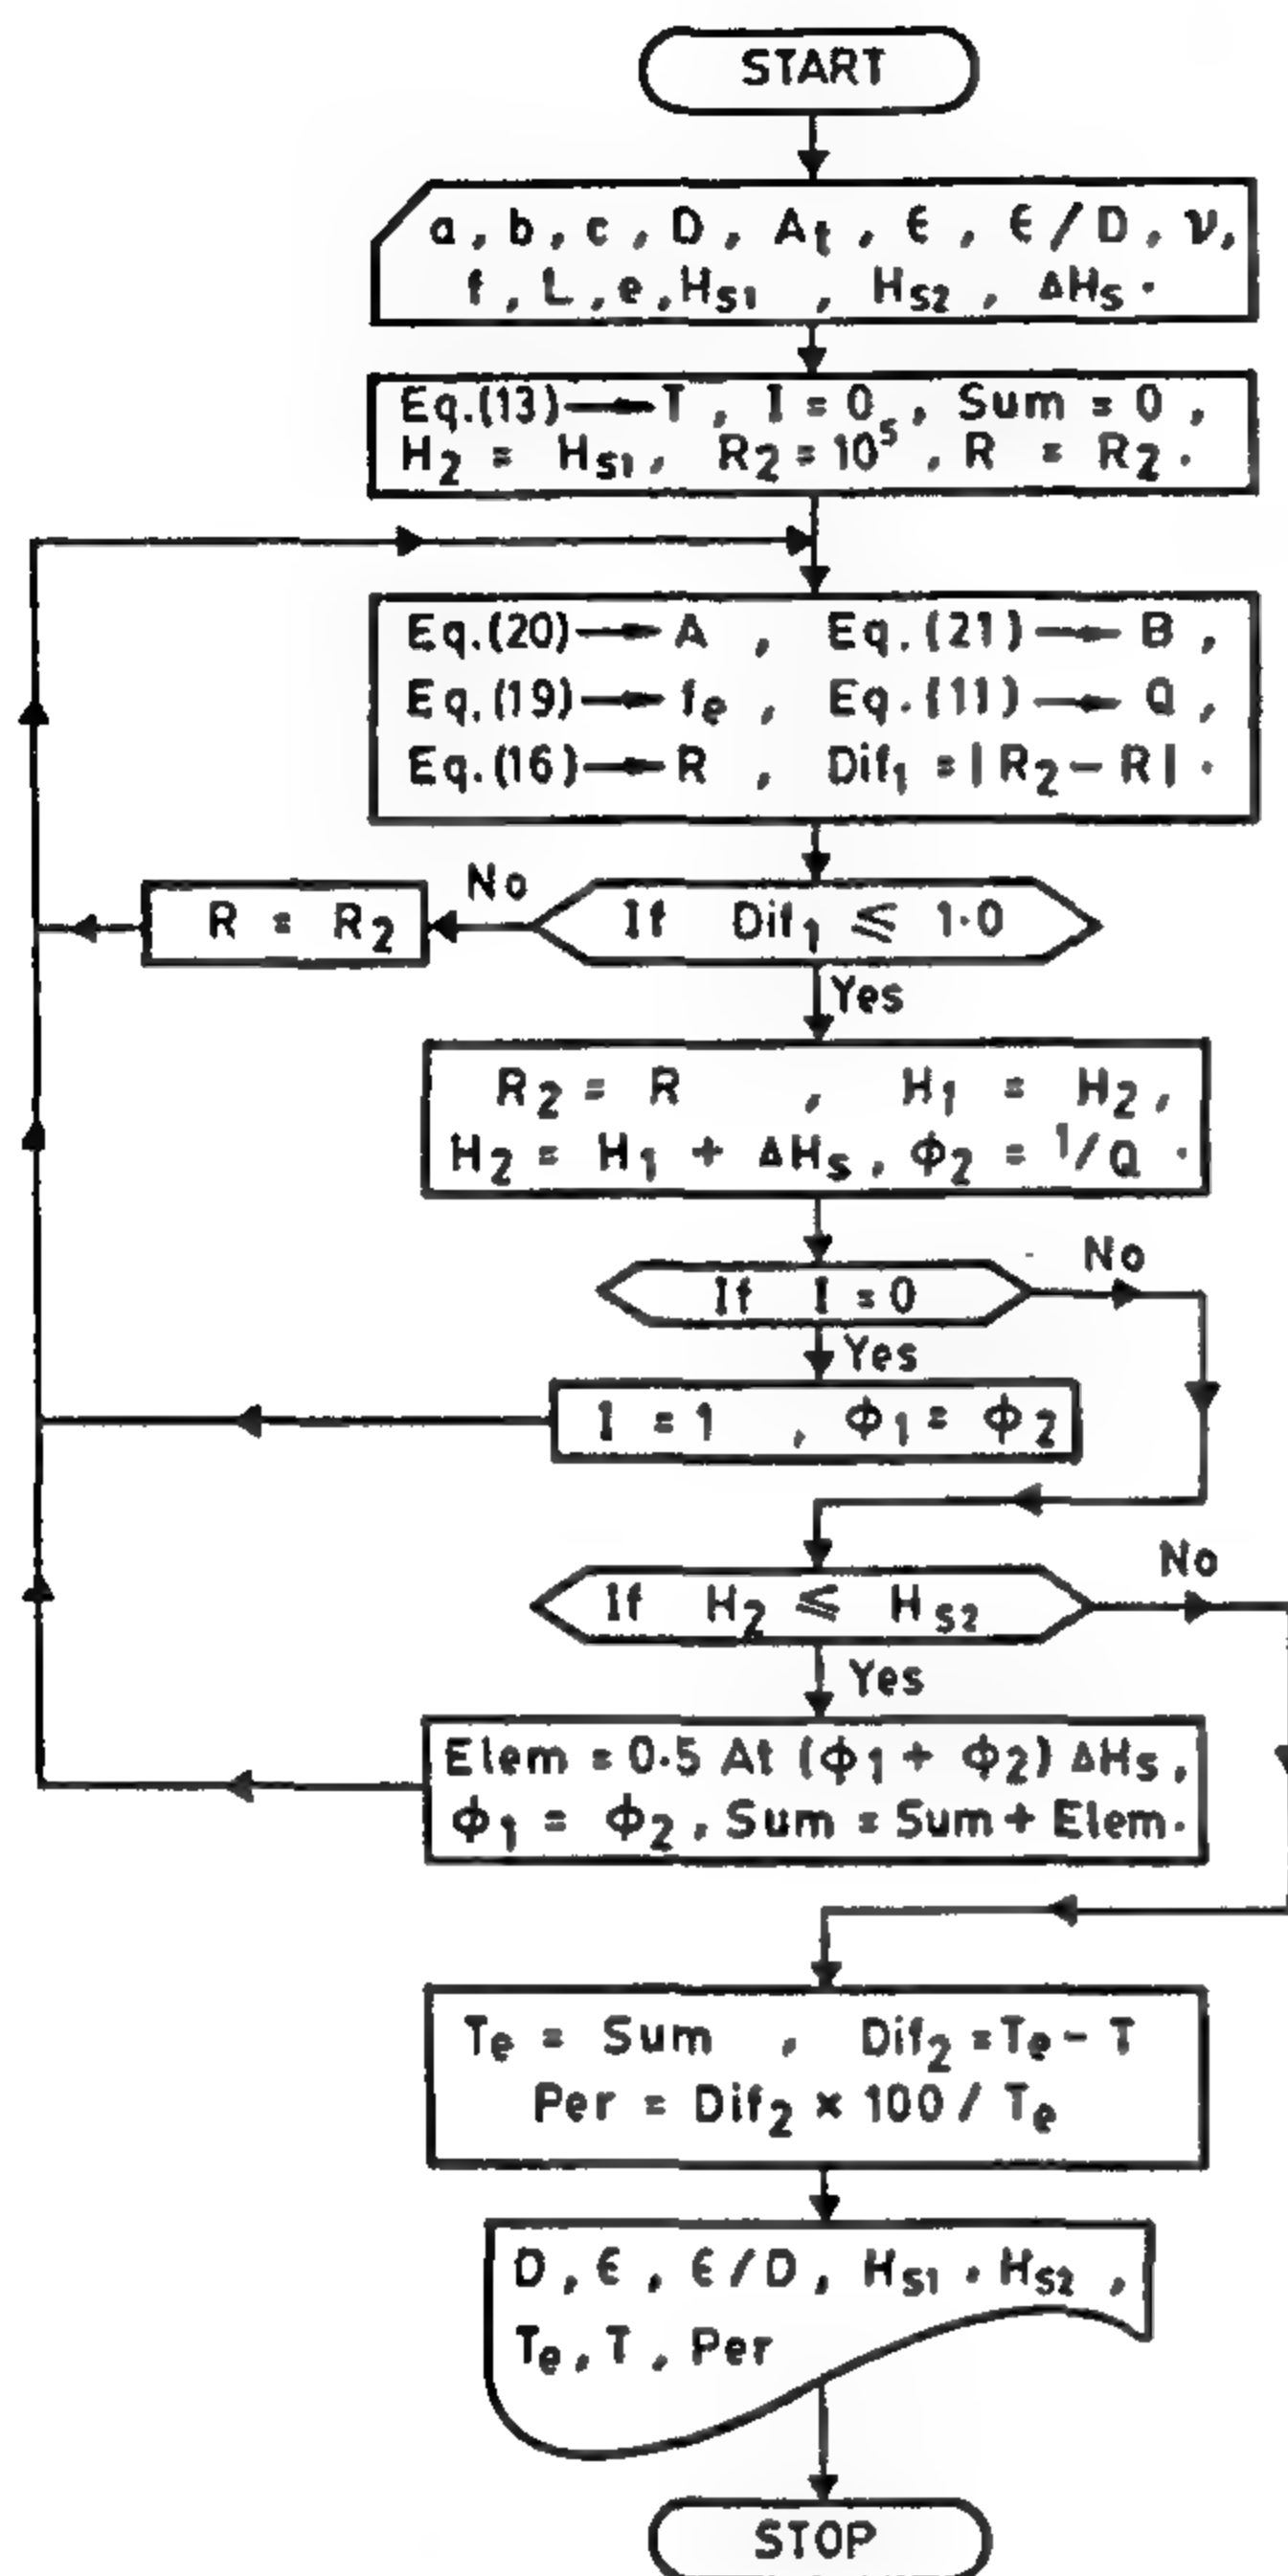 START
a, b, c, D, At, ϵ, ϵ/D, ν,
f, L, e, HS1, HS2, ΔHS.
Eq.(13)→T, I = 0, Sum = 0,
H2 = HS1, R2 = 10⁵, R = R2.
Eq.(20)→A, Eq.(21)→B,
Eq.(19)→fe, Eq.(11)→Q,
Eq.(16)→R, Dif1 = |R2 – R|.
No
R = R2
If Dif1 ⩽ 1·0
Yes
R2 = R, H1 = H2,
H2 = H1 + ΔHS, ϕ2 = 1/Q.
No
If I = 0
Yes
I = 1, ϕ1 = ϕ2
No
If H2 ⩽ HS2
Yes
Elem = 0·5 At (ϕ1 + ϕ2) ΔHS,
ϕ1 = ϕ2, Sum = Sum + Elem.
Te = Sum, Dif2 = Te – T
Per = Dif2 × 100 / Te
D, ϵ, ϵ/D, HS1, HS2,
Te, T, Per
STOP